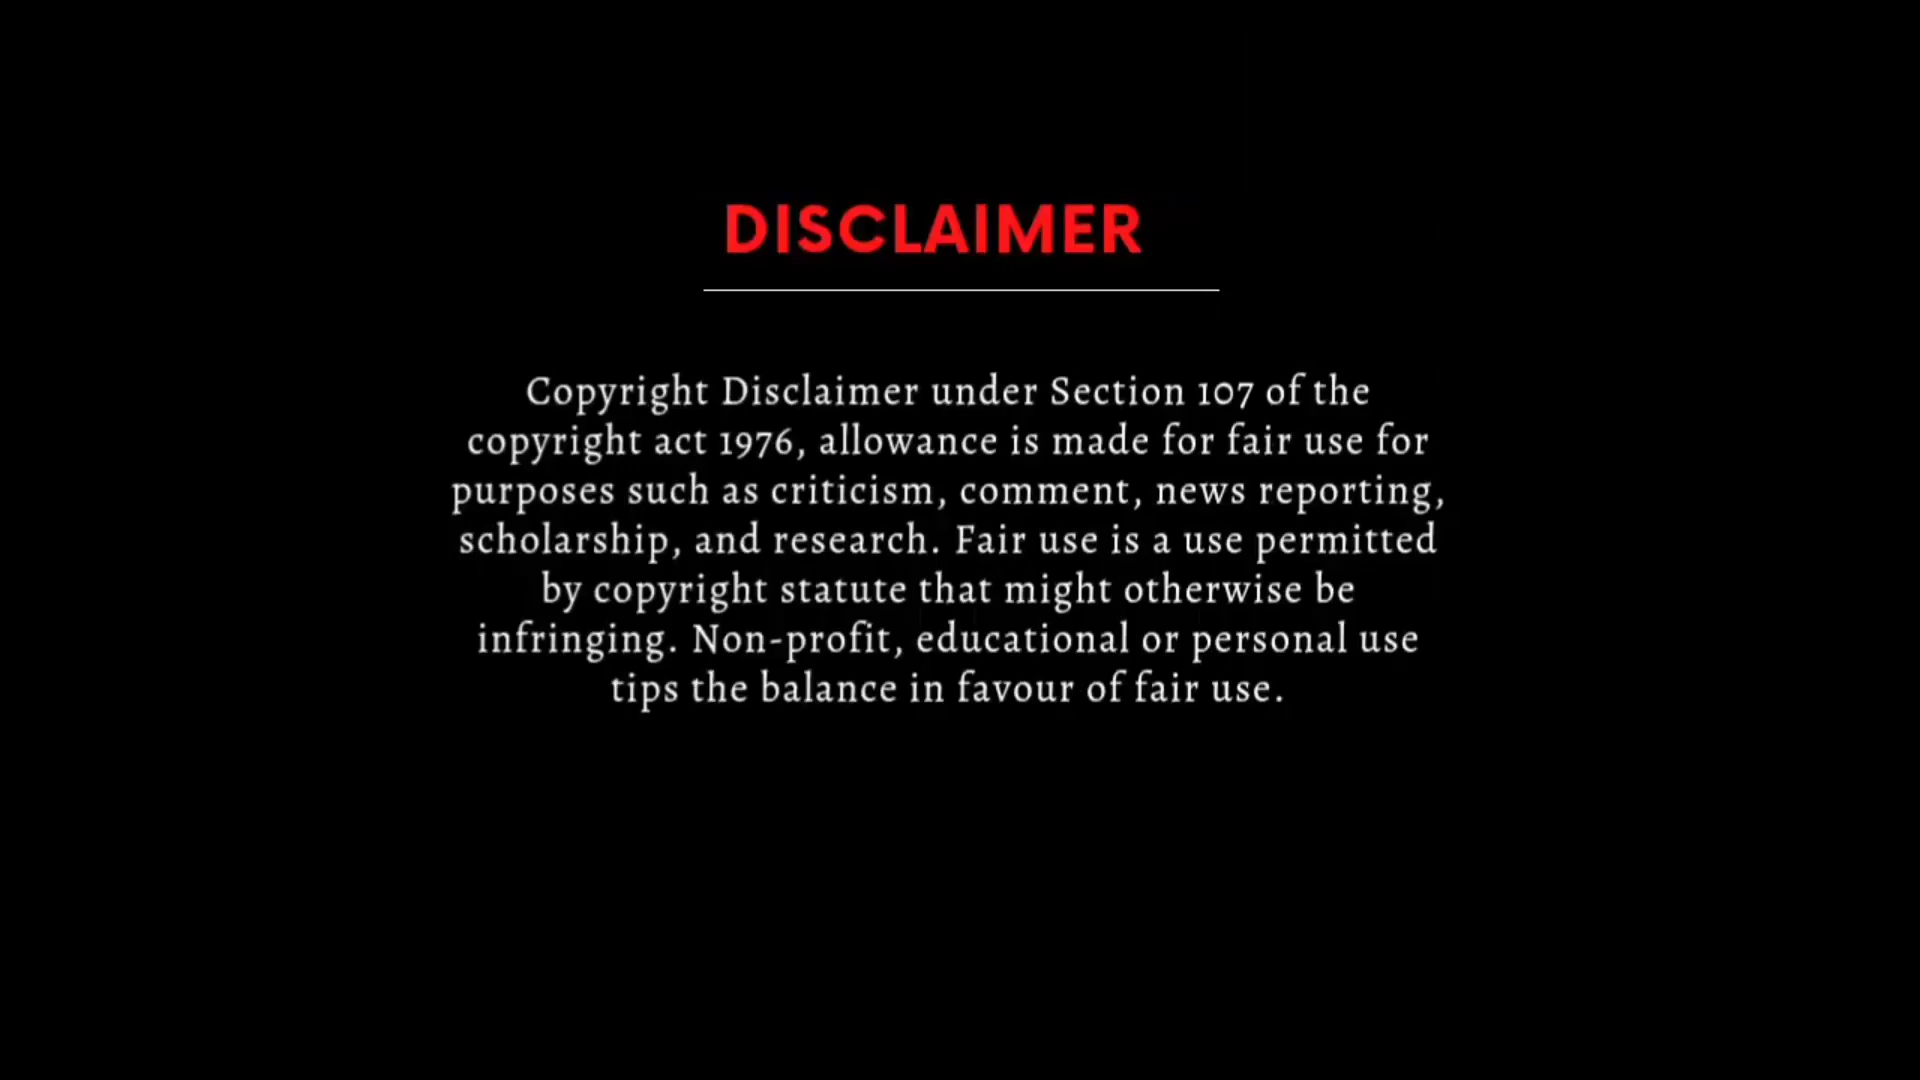 DISCLAIMER
Copyright Disclaimer under Section 107 of the
copyright act 1976, allowance is made for fair use for
purposes such as criticism, comment, news reporting,
scholarship, and research. Fair use is a use permitted
by copyright statute that might otherwise be
infringing. Non-profit, educational or personal use
tips the balance in favour of fair use.